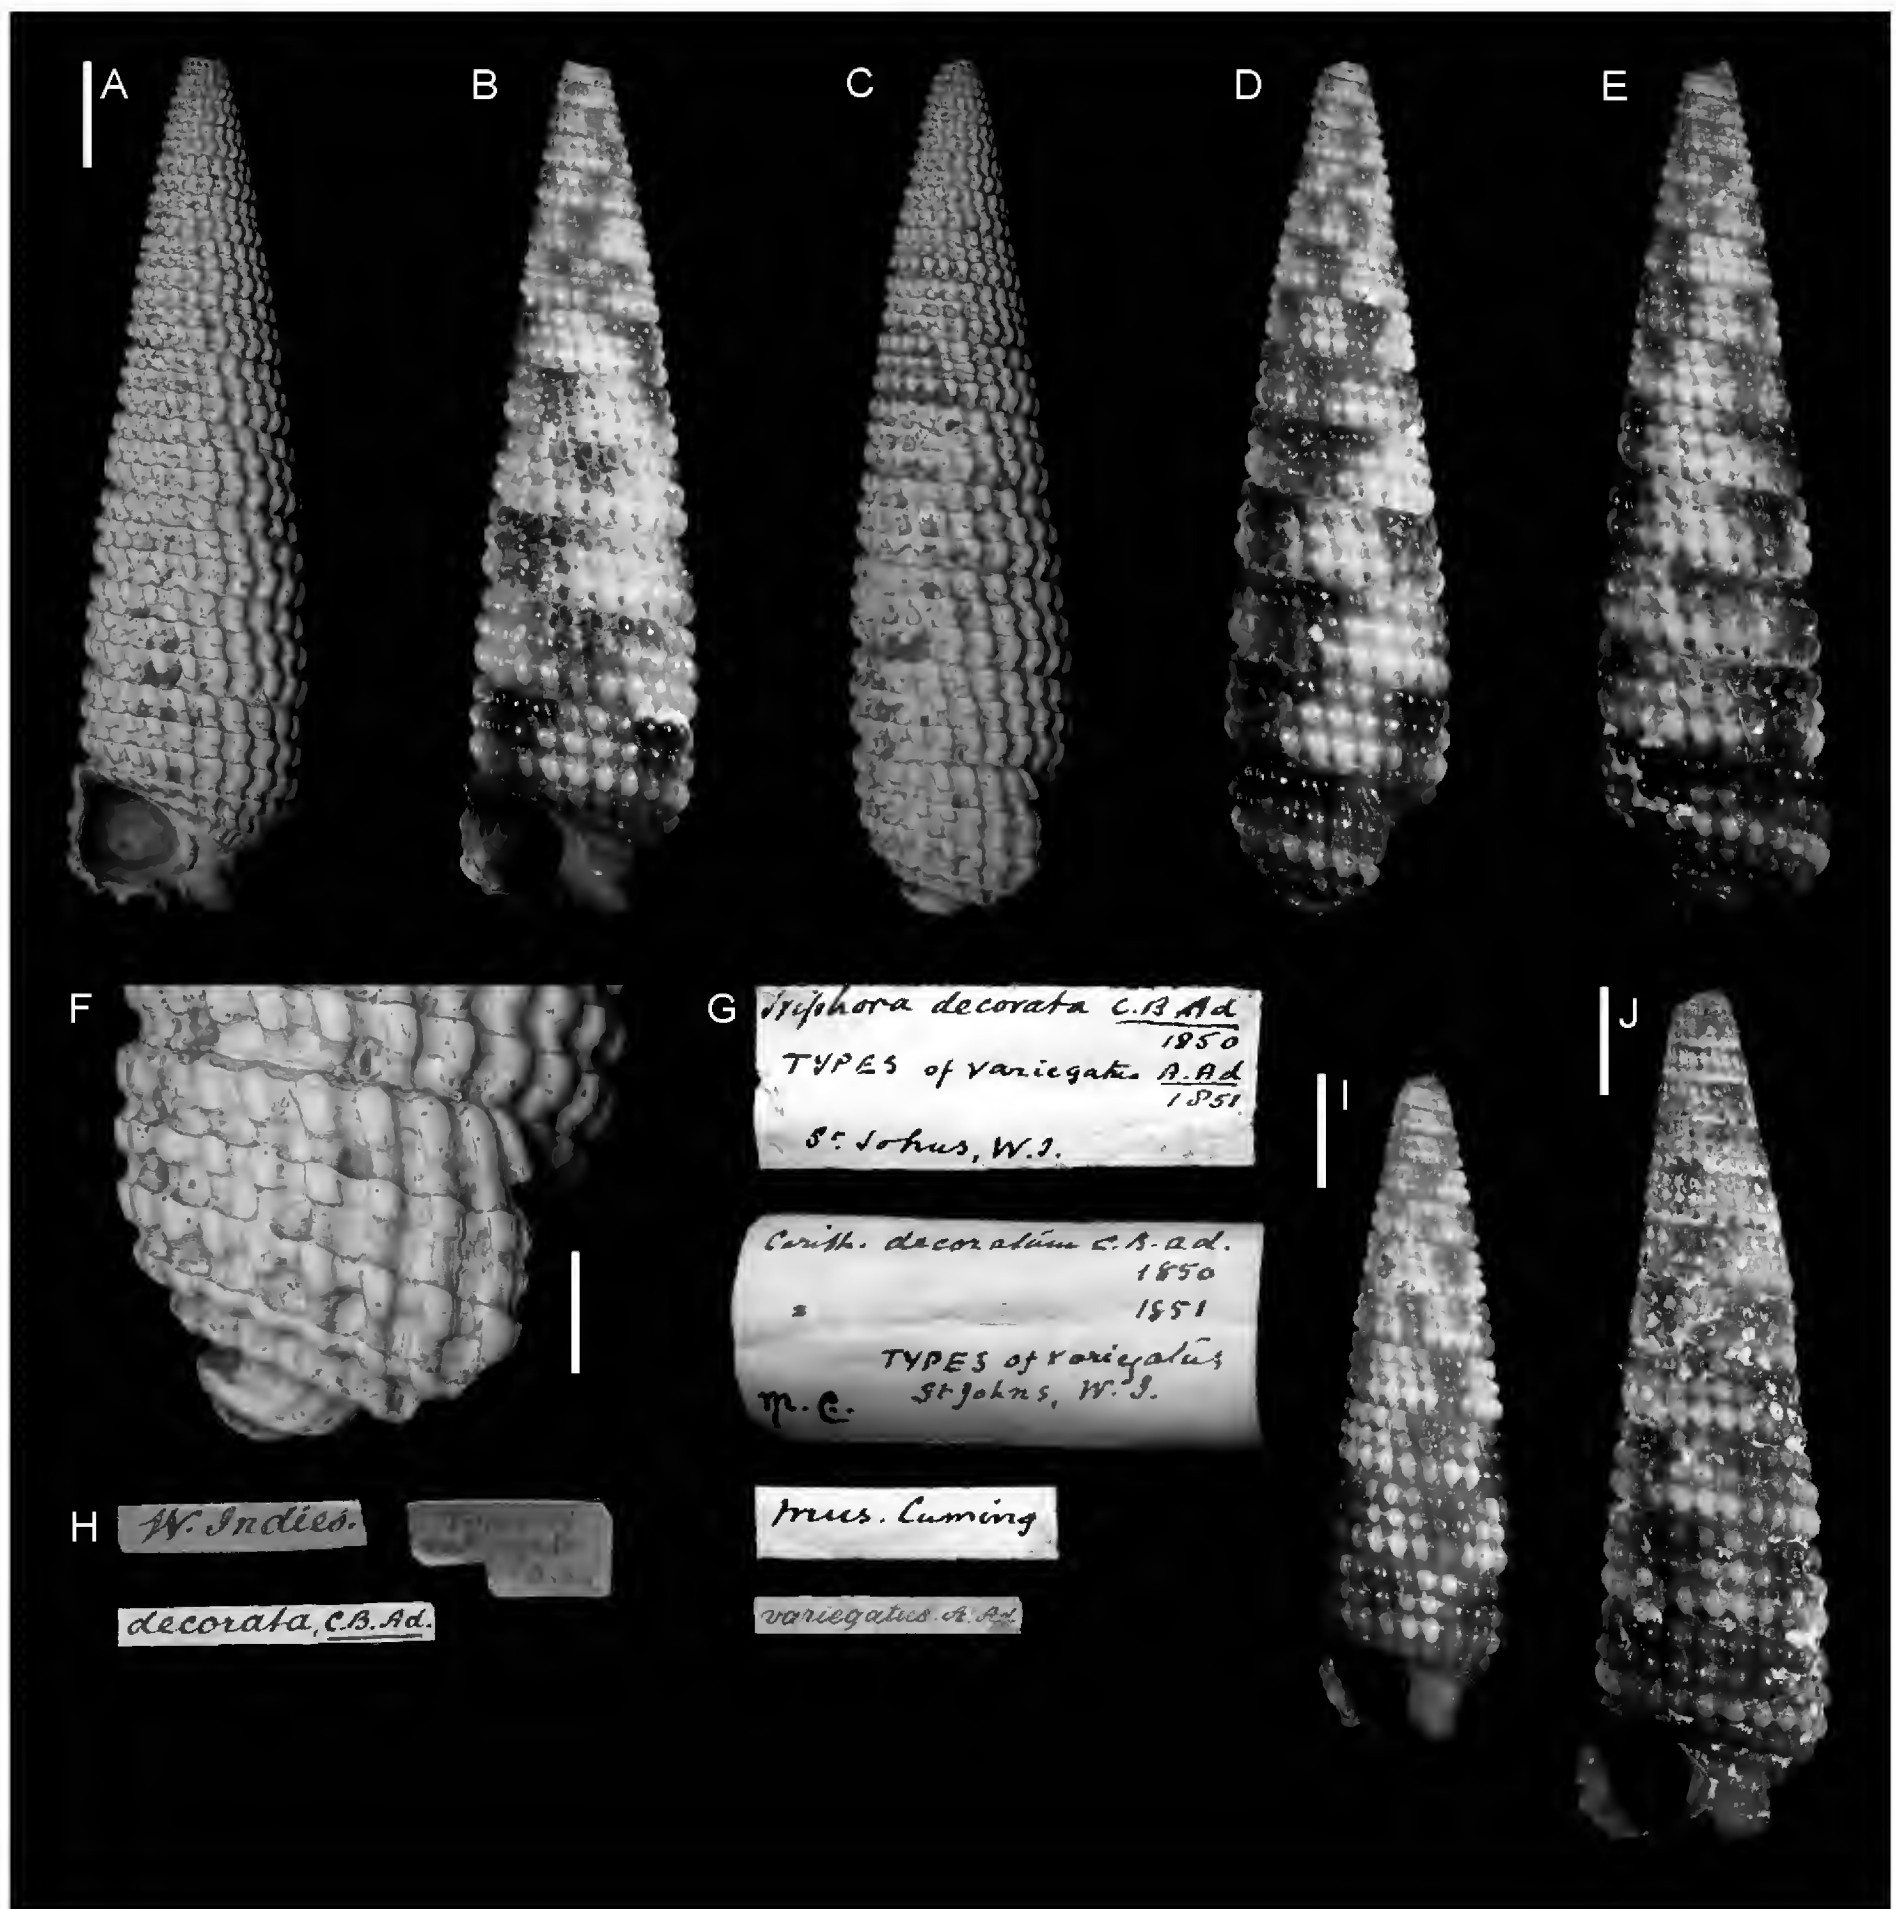 A
B
C
D
E
F
G
Triphora decorata C.B.Ad
1850
TYPES of variegatus A.Ad
1851
St. Johns, W.I.
Cerith. decoratum C.B.ad.
1850
1851
TYPES of variegatus
St Johns, W.I.
M.C.
Mus. Cuming
variegatus. A. Ad
H
W. Indies.
decorata, C.B.Ad.
I
J